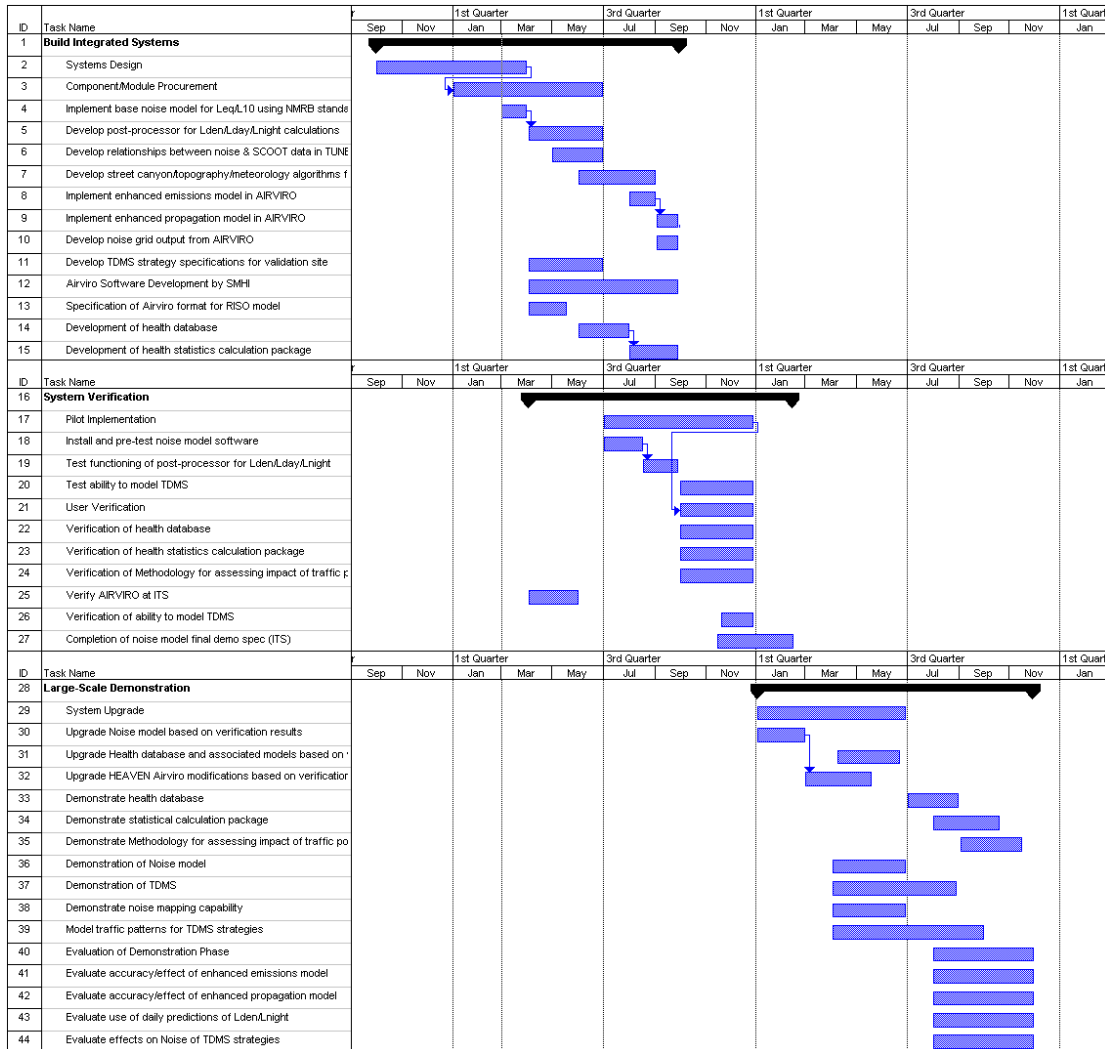 r 1st Quarter 3rd Quarter 1st Quarter 3rd Quarter 1st Quart
ID Task Name Sep Nov Jan Mar May Jul Sep Nov Jan Mar May Jul Sep Nov Jan
1 Build Integrated Systems
2 Systems Design
3 Component/Module Procurement
4 Implement base noise model for Leq/L10 using NMRB standa
5 Develop post-processor for Lden/Lday/Lnight calculations
6 Develop relationships between noise & SCOOT data in TUNE
7 Develop street canyon/topography/meteorology algorithms f
8 Implement enhanced emissions model in AIRVIRO
9 Implement enhanced propagation model in AIRVIRO
10 Develop noise grid output from AIRVIRO
11 Develop TDMS strategy specifications for validation site
12 Airviro Software Development by SMHI
13 Specification of Airviro format for RISO model
14 Development of health database
15 Development of health statistics calculation package
r 1st Quarter 3rd Quarter 1st Quarter 3rd Quarter 1st Quart
ID Task Name Sep Nov Jan Mar May Jul Sep Nov Jan Mar May Jul Sep Nov Jan
16 System Verification
17 Pilot Implementation
18 Install and pre-test noise model software
19 Test functioning of post-processor for Lden/Lday/Lnight
20 Test ability to model TDMS
21 User Verification
22 Verification of health database
23 Verification of health statistics calculation package
24 Verification of Methodology for assessing impact of traffic p
25 Verify AIRVIRO at ITS
26 Verification of ability to model TDMS
27 Completion of noise model final demo spec (ITS)
r 1st Quarter 3rd Quarter 1st Quarter 3rd Quarter 1st Quart
ID Task Name Sep Nov Jan Mar May Jul Sep Nov Jan Mar May Jul Sep Nov Jan
28 Large-Scale Demonstration
29 System Upgrade
30 Upgrade Noise model based on verification results
31 Upgrade Health database and associated models based on
32 Upgrade HEAVEN Airviro modifications based on verification
33 Demonstrate health database
34 Demonstrate statistical calculation package
35 Demonstrate Methodology for assessing impact of traffic po
36 Demonstration of Noise model
37 Demonstration of TDMS
38 Demonstrate noise mapping capability
39 Model traffic patterns for TDMS strategies
40 Evaluation of Demonstration Phase
41 Evaluate accuracy/effect of enhanced emissions model
42 Evaluate accuracy/effect of enhanced propagation model
43 Evaluate use of daily predictions of Lden/Lnight
44 Evaluate effects on Noise of TDMS strategies